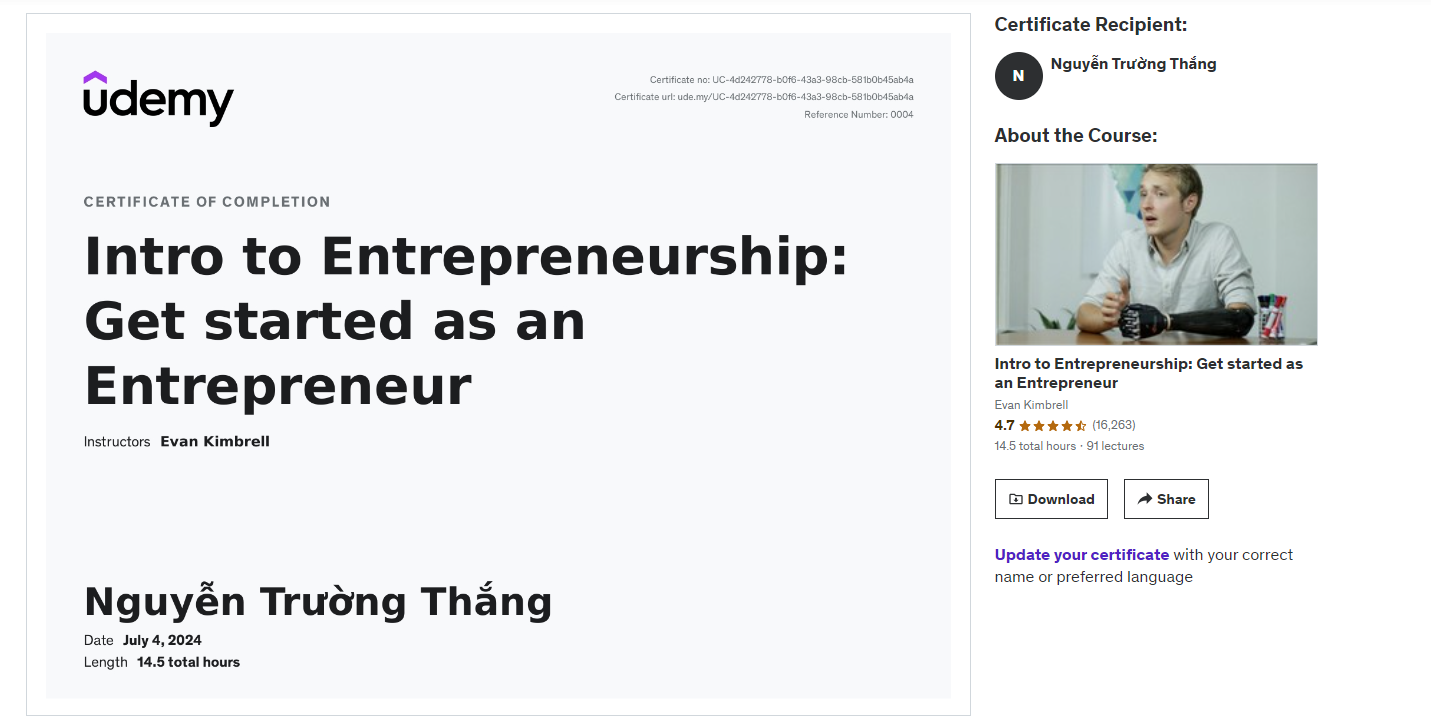 udemy
Certificate no: UC-4d242778-b0f6-43a3-98cb-581b0b45ab4a
Certificate url: ude.my/UC-4d242778-b0f6-43a3-98cb-581b0b45ab4a
Reference Number: 0004
CERTIFICATE OF COMPLETION
Intro to Entrepreneurship:
Get started as an
Entrepreneur
Instructors Evan Kimbrell
Nguyễn Trường Thắng
Date July 4, 2024
Length 14.5 total hours
Certificate Recipient:
N
Nguyễn Trường Thắng
About the Course:
Intro to Entrepreneurship: Get started as
an Entrepreneur
Evan Kimbrell
4.7 (16,263)
14.5 total hours · 91 lectures
Download
Share
Update your certificate with your correct
name or preferred language